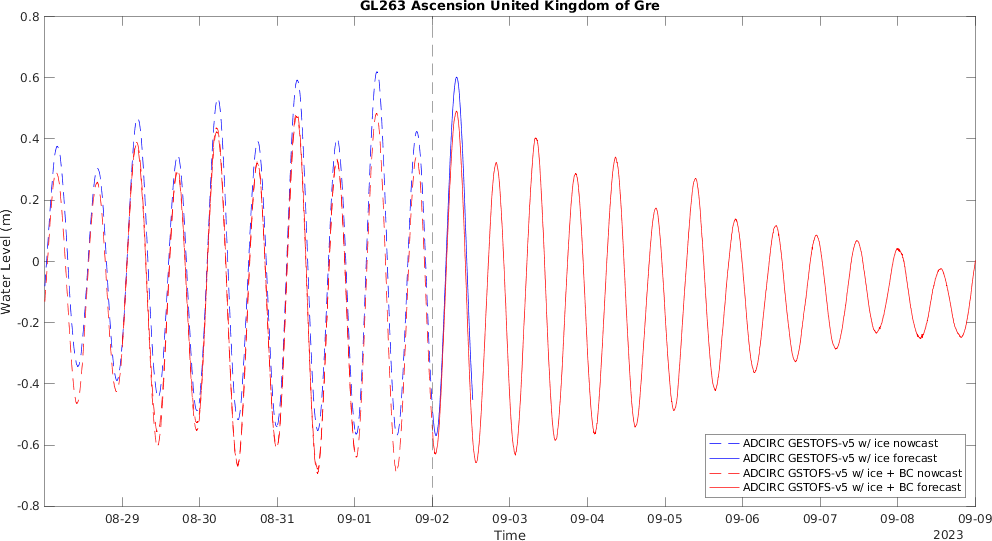 GL263 Ascension United Kingdom of Gre
0.8
0.6
0.4
0.2
0
-0.2
-0.4
-0.6
-0.8
Water Level (m)
08-29 08-30 08-31 09-01 09-02 09-03 09-04 09-05 09-06 09-07 09-08 09-09
Time
2023
ADCIRC GESTOFS-v5 w/ ice nowcast
ADCIRC GESTOFS-v5 w/ ice forecast
ADCIRC GSTOFS-v5 w/ ice + BC nowcast
ADCIRC GSTOFS-v5 w/ ice + BC forecast